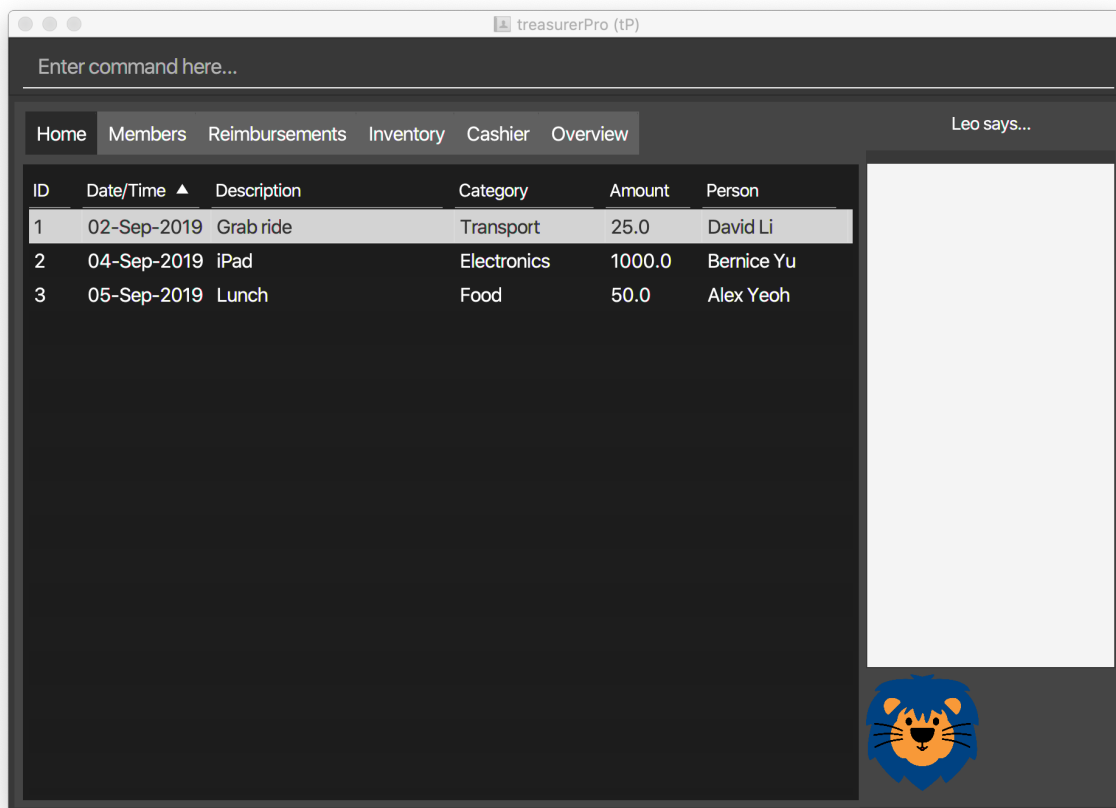 treasurerPro (tP)
Enter command here...
Home Members Reimbursements Inventory Cashier Overview
Leo says...
ID Date/Time ▲ Description Category Amount Person
1 02-Sep-2019 Grab ride Transport 25.0 David Li
2 04-Sep-2019 iPad Electronics 1000.0 Bernice Yu
3 05-Sep-2019 Lunch Food 50.0 Alex Yeoh